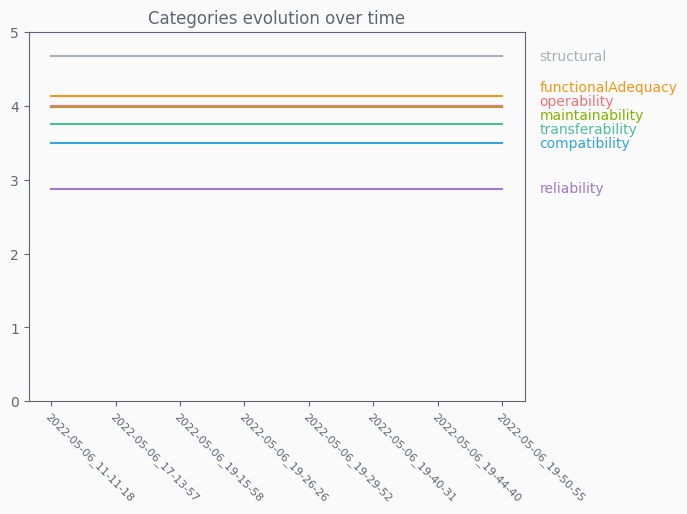 Categories evolution over time
5
4
3
2
1
0
structural
functionalAdequacy
operability
maintainability
transferability
compatibility
reliability
2022-05-06_11-11-18
2022-05-06_17-13-57
2022-05-06_19-15-58
2022-05-06_19-26-26
2022-05-06_19-29-52
2022-05-06_19-40-31
2022-05-06_19-44-40
2022-05-06_19-50-55